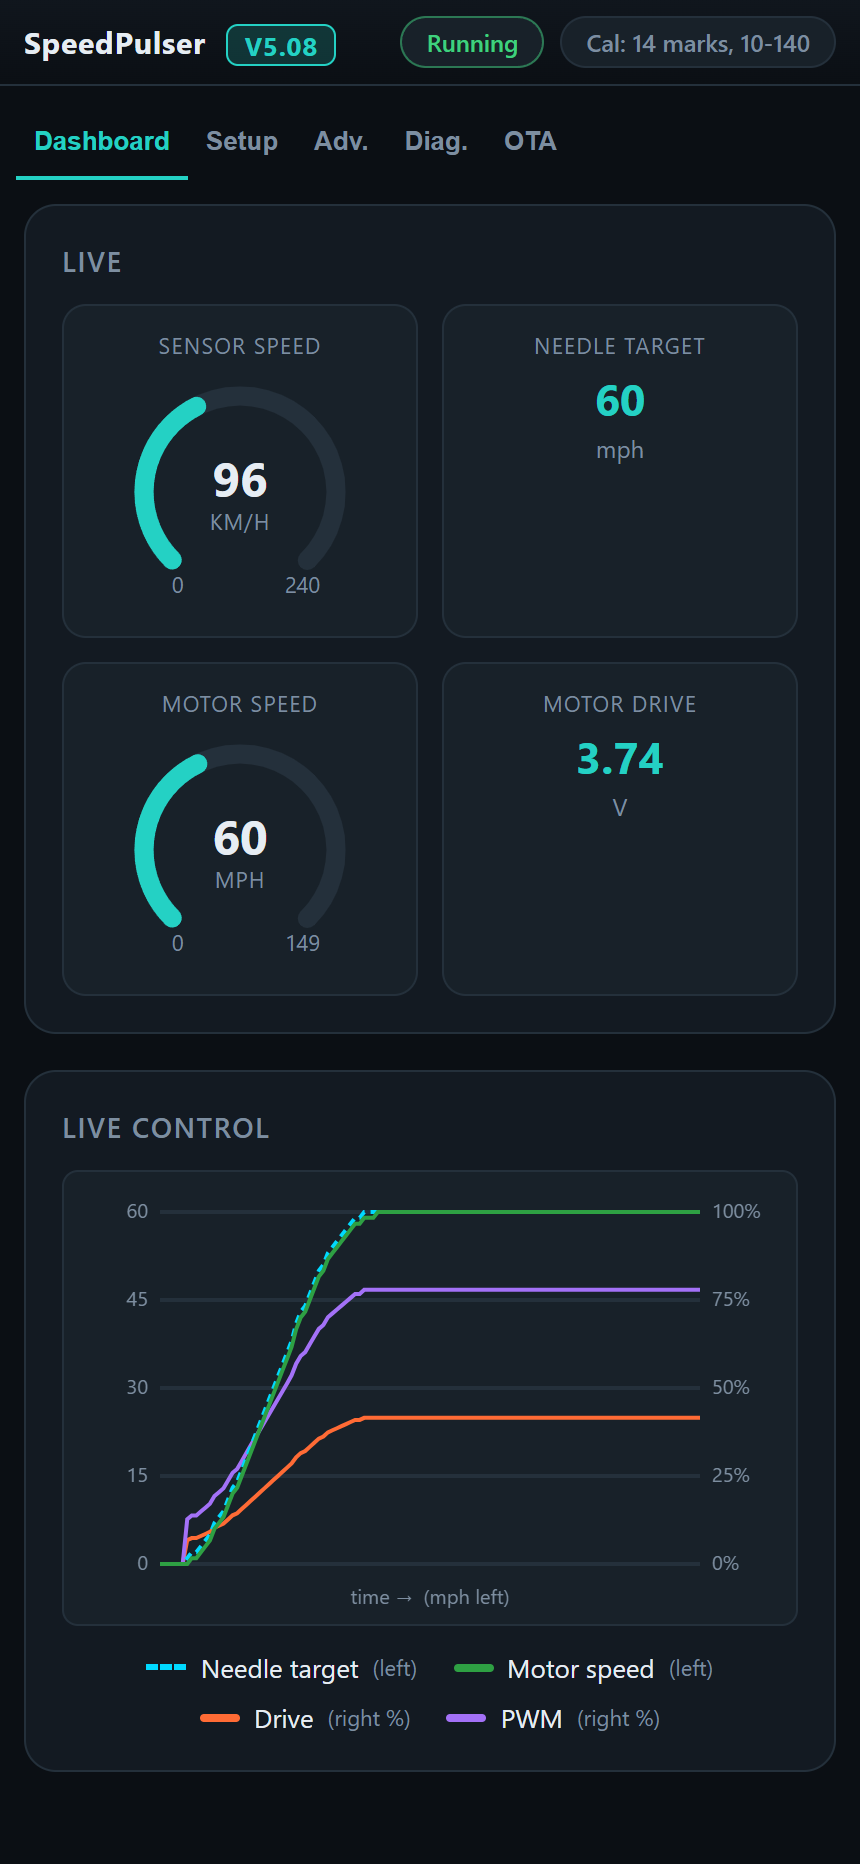 SpeedPulser V5.08 Running Cal: 14 marks, 10-140
Dashboard Setup Adv. Diag. OTA
LIVE
SENSOR SPEED
96
KM/H
0 240
NEEDLE TARGET
60
mph
MOTOR SPEED
60
MPH
0 149
MOTOR DRIVE
3.74
V
LIVE CONTROL
60 100%
45 75%
30 50%
15 25%
0 0%
time → (mph left)
Needle target (left) Motor speed (left)
Drive (right %) PWM (right %)